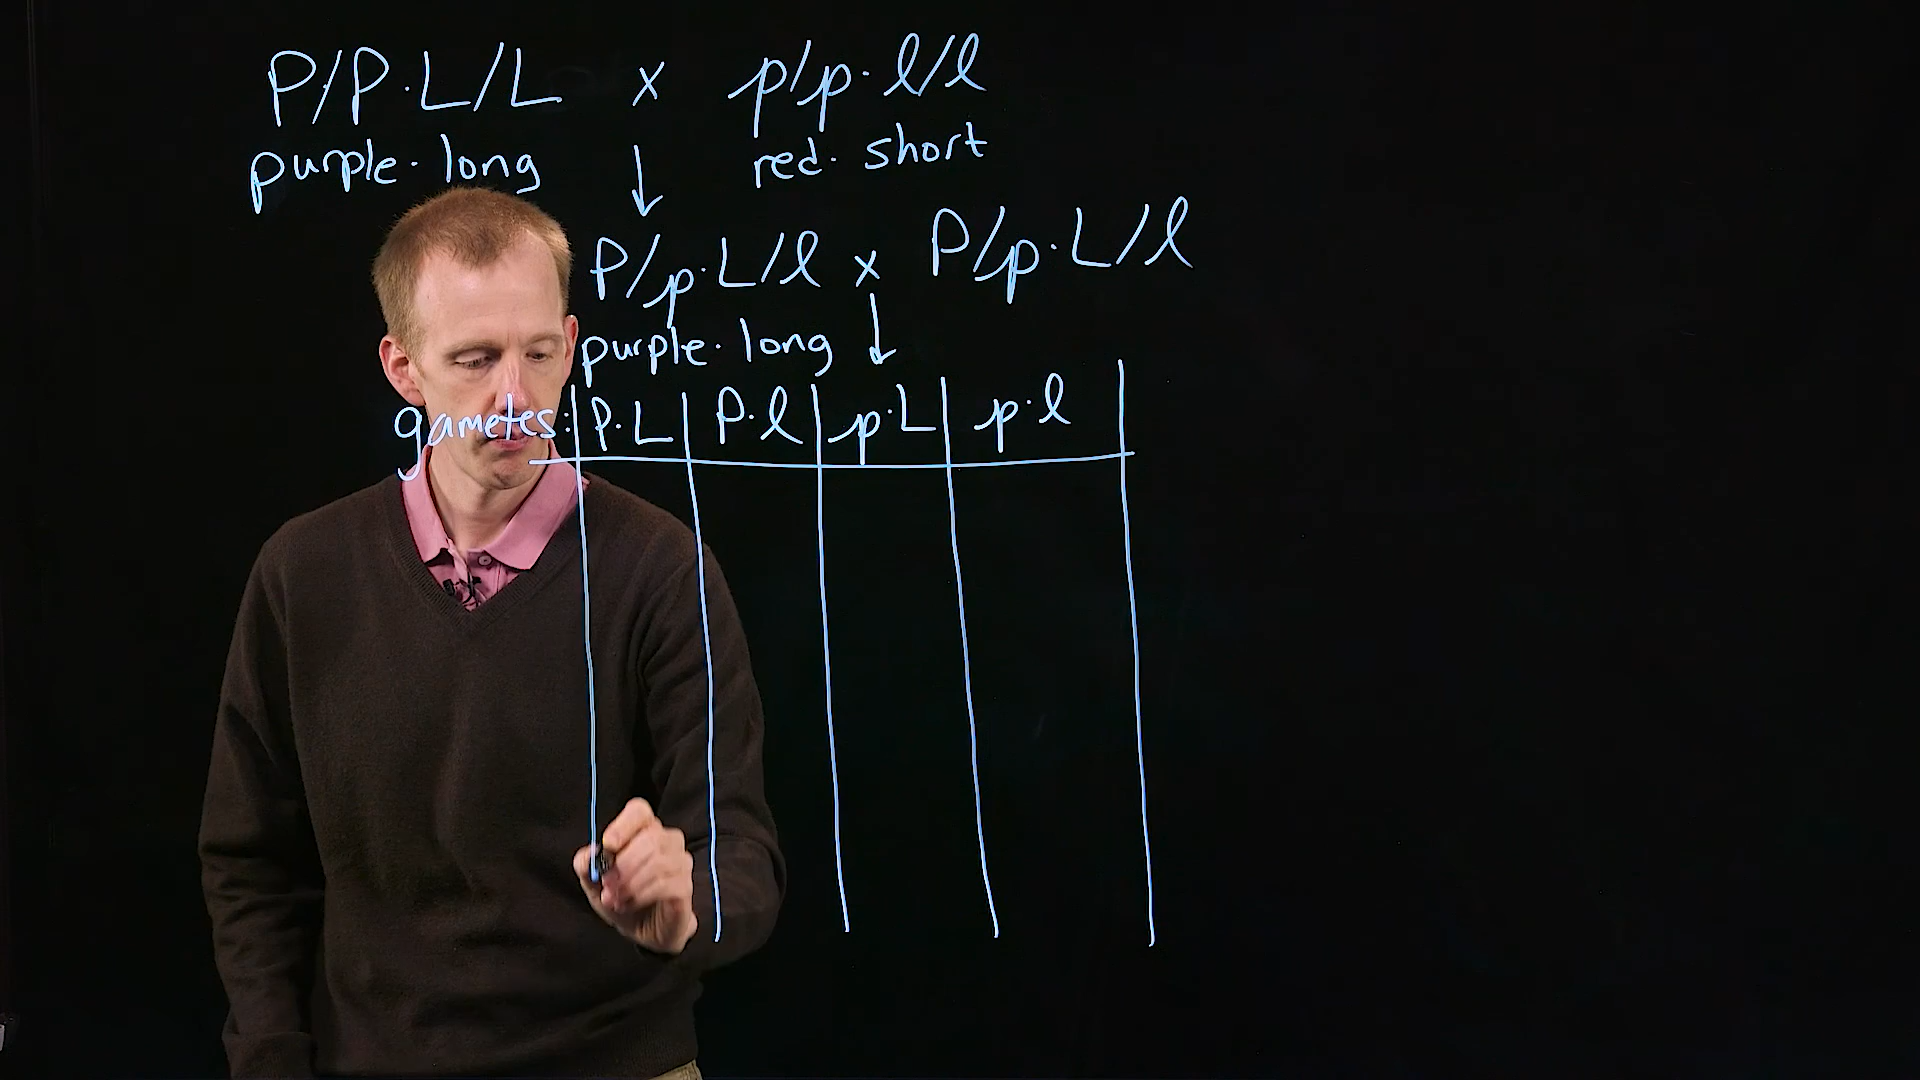 P/P·L/L x p/p·l/l
purple·long red·short
P/p·L/l x P/p·L/l
purple·long
gametes: P·L P·l p·L p·l